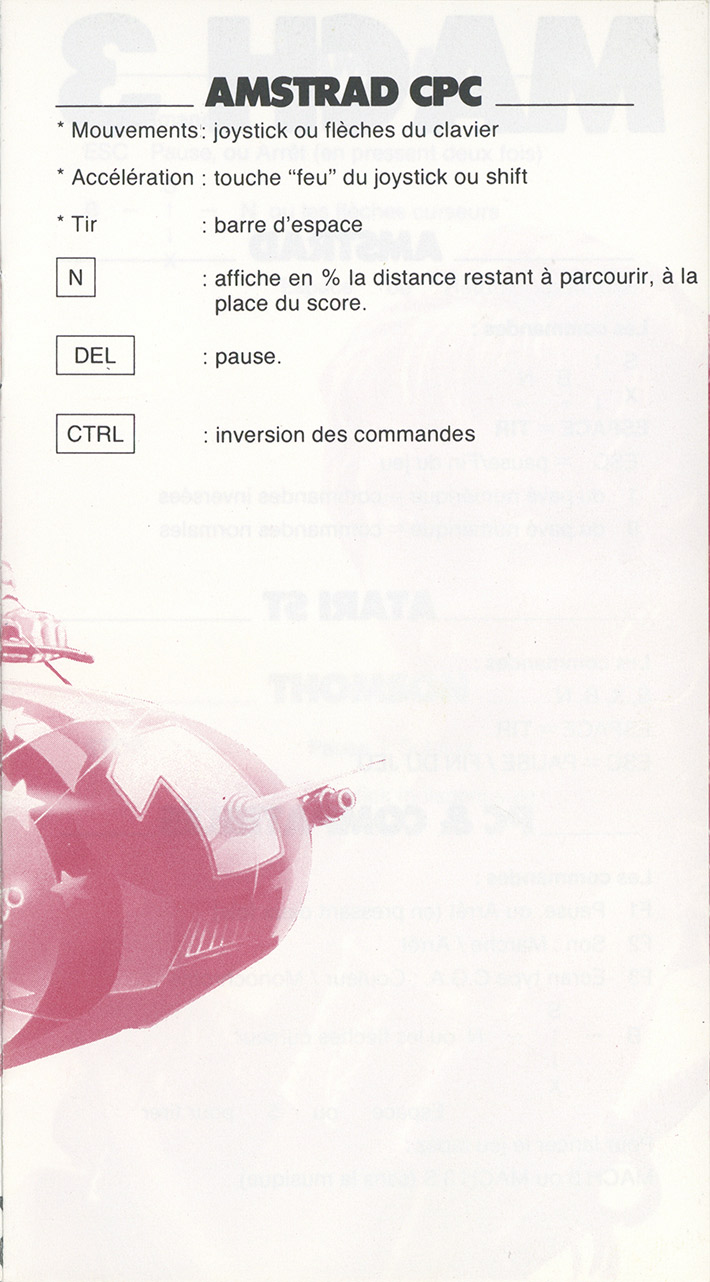 AMSTRAD CPC
* Mouvements : joystick ou flèches du clavier
* Accélération : touche “feu” du joystick ou shift
* Tir : barre d’espace
N : affiche en % la distance restant à parcourir, à la
place du score.
DEL : pause.
CTRL : inversion des commandes